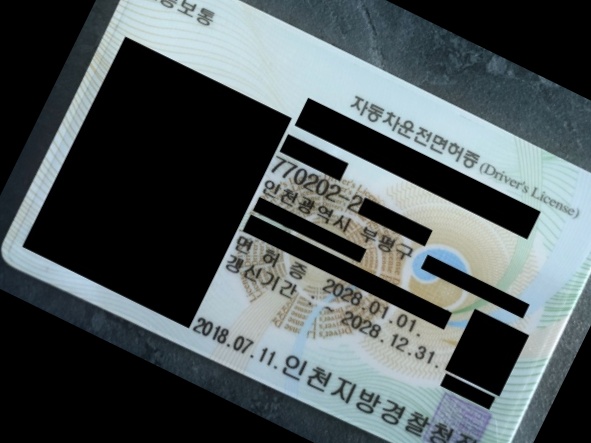 보통
자동차운전면허증 (Driver's License)
770202-2
인천광역시 부평구
면 허 증 2028.01.01.
갱신기간 2028.12.31.
2018.07.11. 인천지방경찰청장